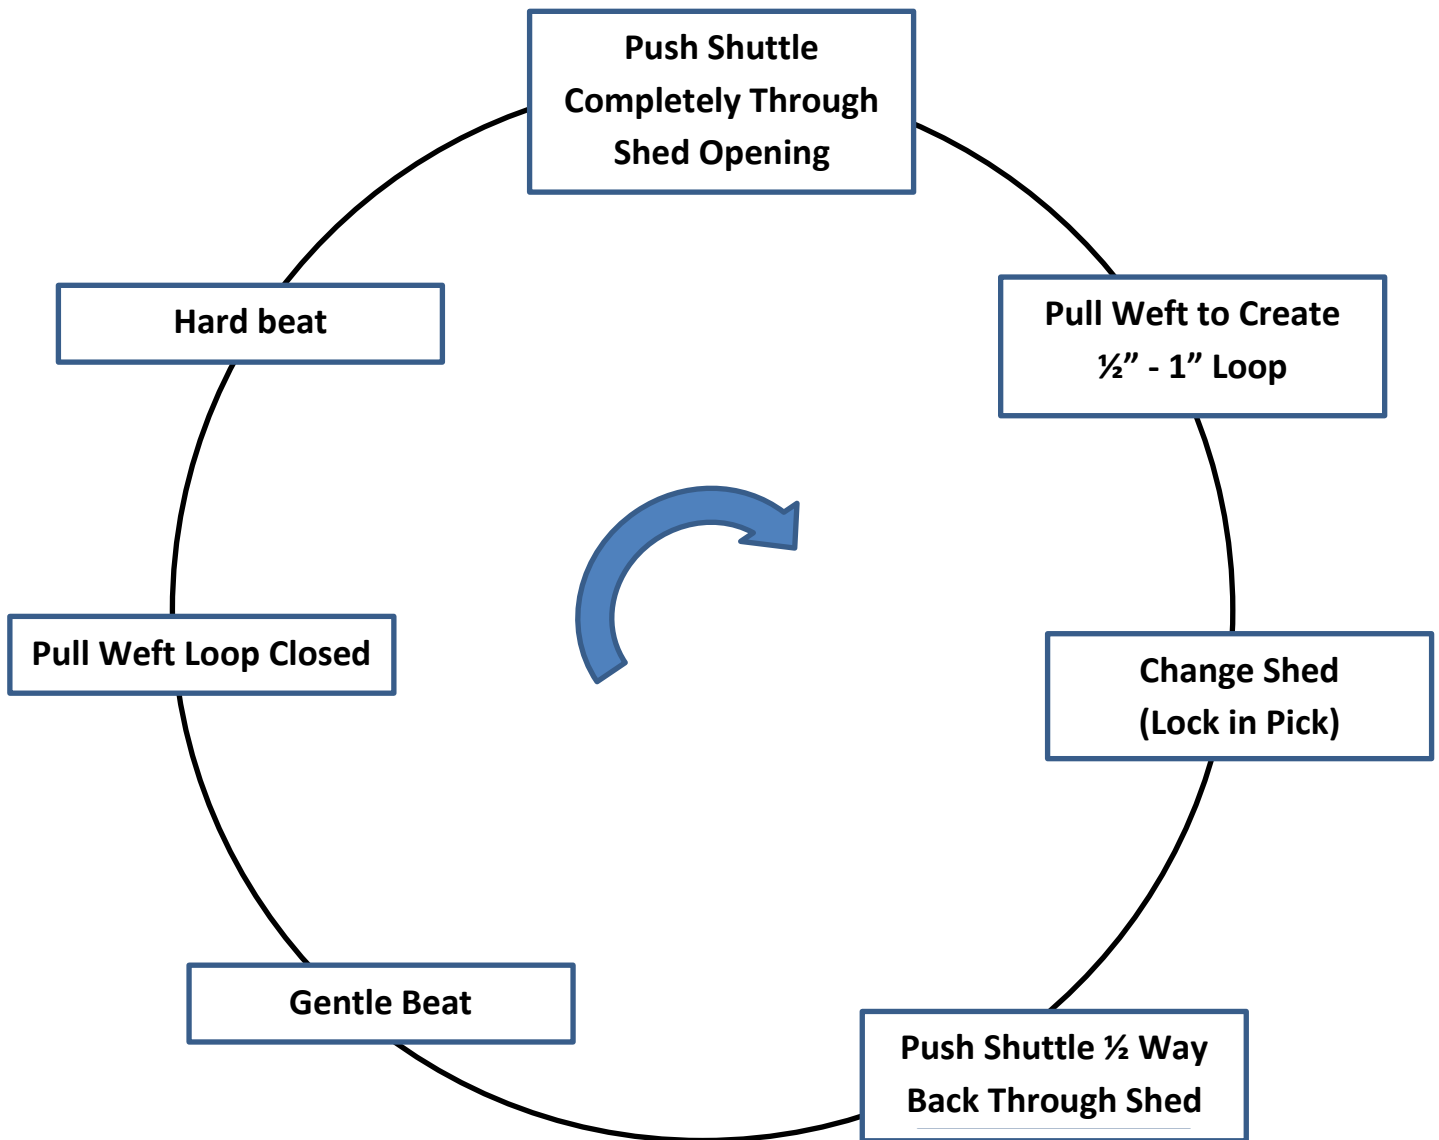 Push Shuttle
Completely Through
Shed Opening
Pull Weft to Create
½” - 1” Loop
Change Shed
(Lock in Pick)
Push Shuttle ½ Way
Back Through Shed
Gentle Beat
Pull Weft Loop Closed
Hard beat